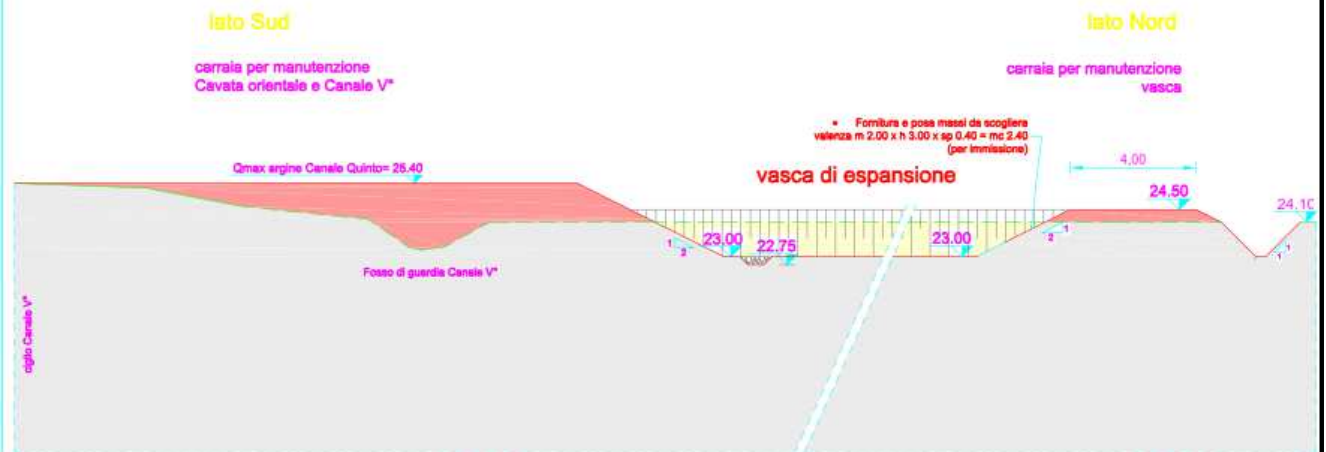 lato Sud
lato Nord
carraia per manutenzione
Cavata orientale e Canale V°
carraia per manutenzione
vasca
• Fornitura e posa massi da scogliera
valenza m 2.00 x h 3.00 x sp 0.40 = mc 2.40
(per immissione)
Qmax argine Canale Quinto= 25.40
vasca di espansione
4.00
24.50
24.10
1
2
23.00
22.75
23.00
1
2
1
1
Fosso di guardia Canale V°
ciglio Canale V°